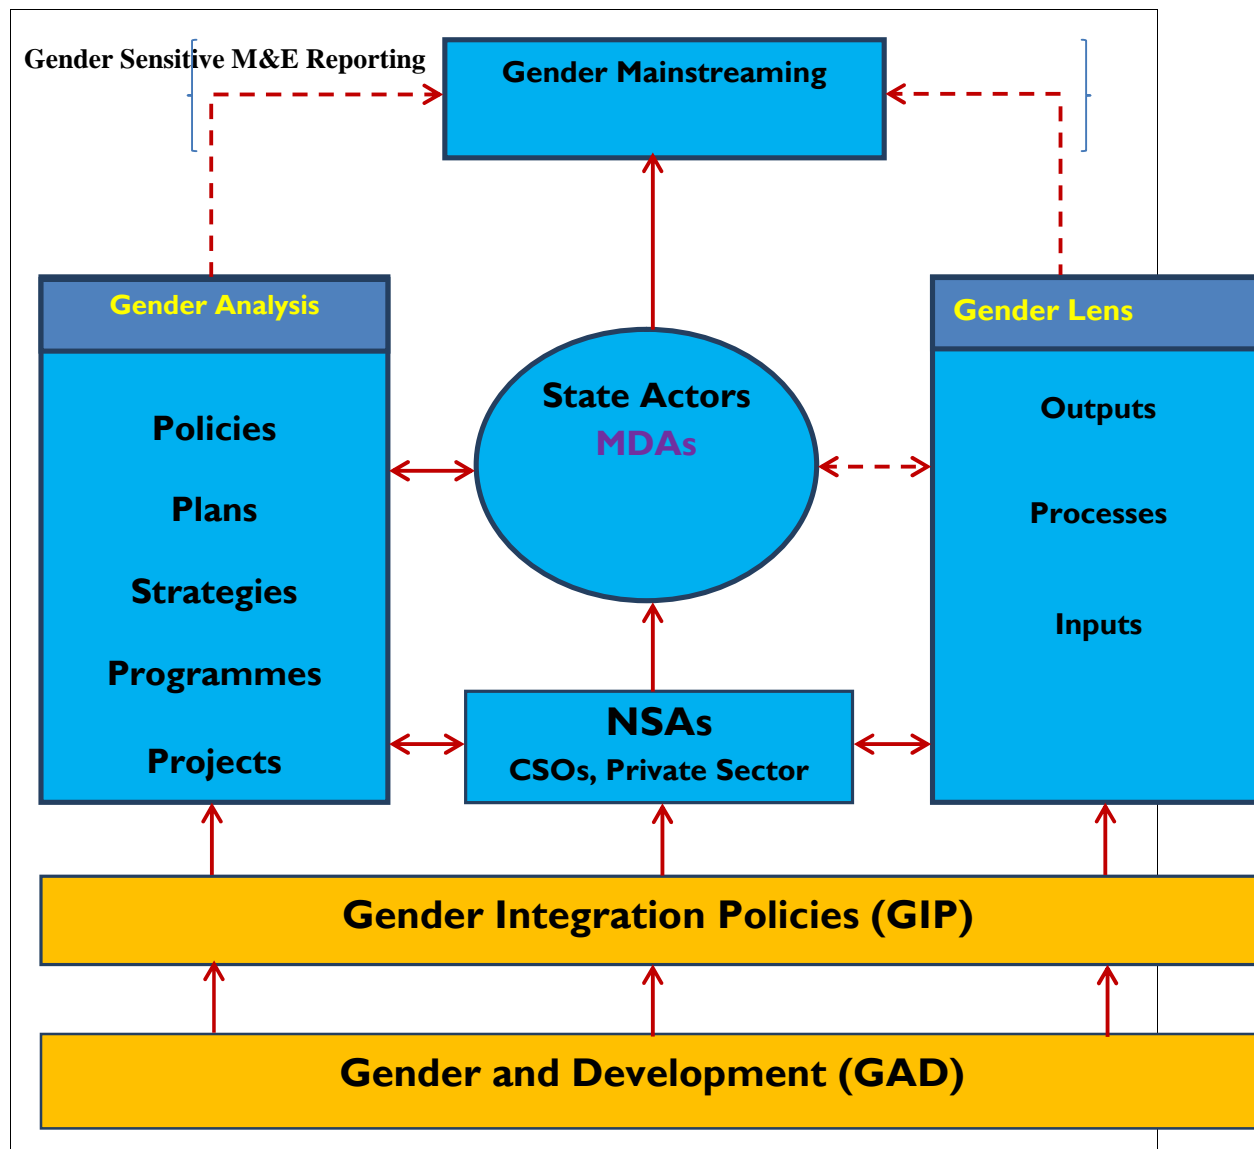 Gender Sensitive M&E Reporting
Gender Mainstreaming
Gender Analysis
Policies
Plans
Strategies
Programmes
Projects
State Actors
MDAs
NSAs
CSOs, Private Sector
Gender Lens
Outputs
Processes
Inputs
Gender Integration Policies (GIP)
Gender and Development (GAD)